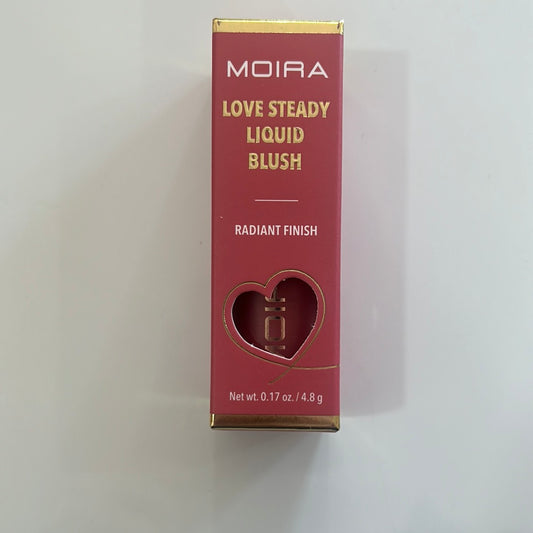 MOIRA
LOVE STEADY
LIQUID
BLUSH
RADIANT FINISH
Net wt. 0.17 oz. / 4.8 g